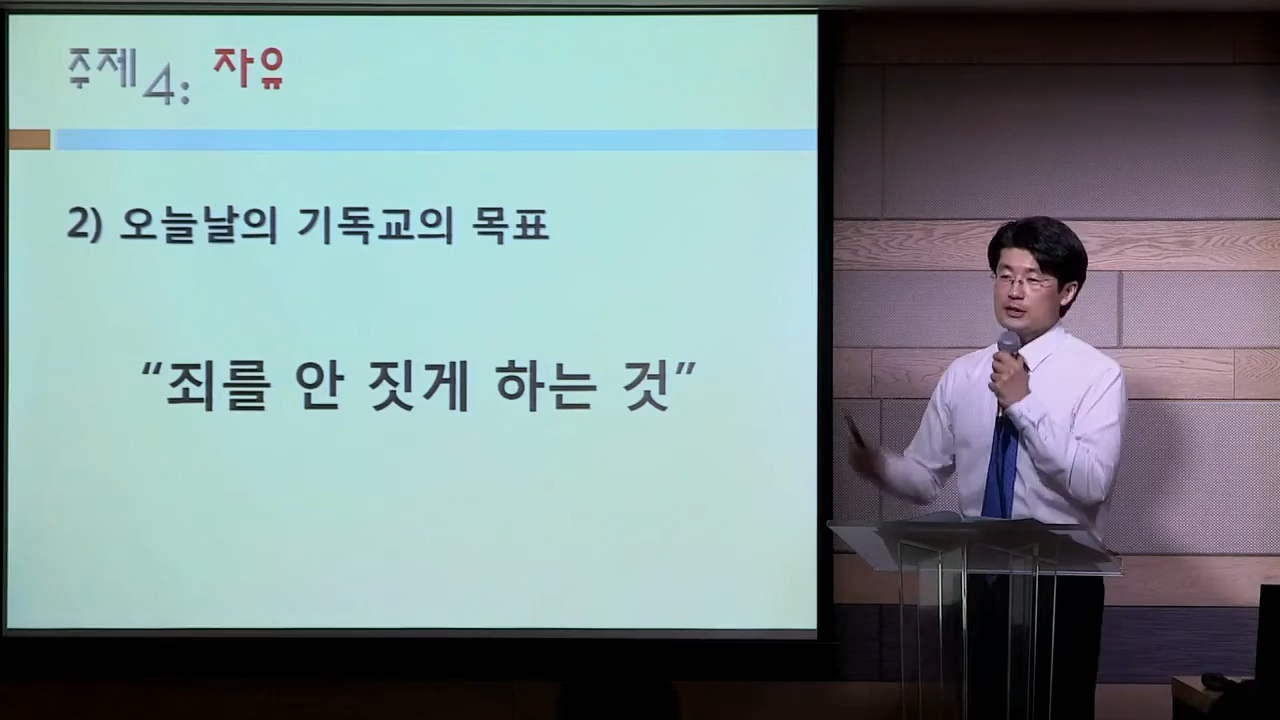 주제4: 자유
2) 오늘날의 기독교의 목표
“죄를 안 짓게 하는 것”